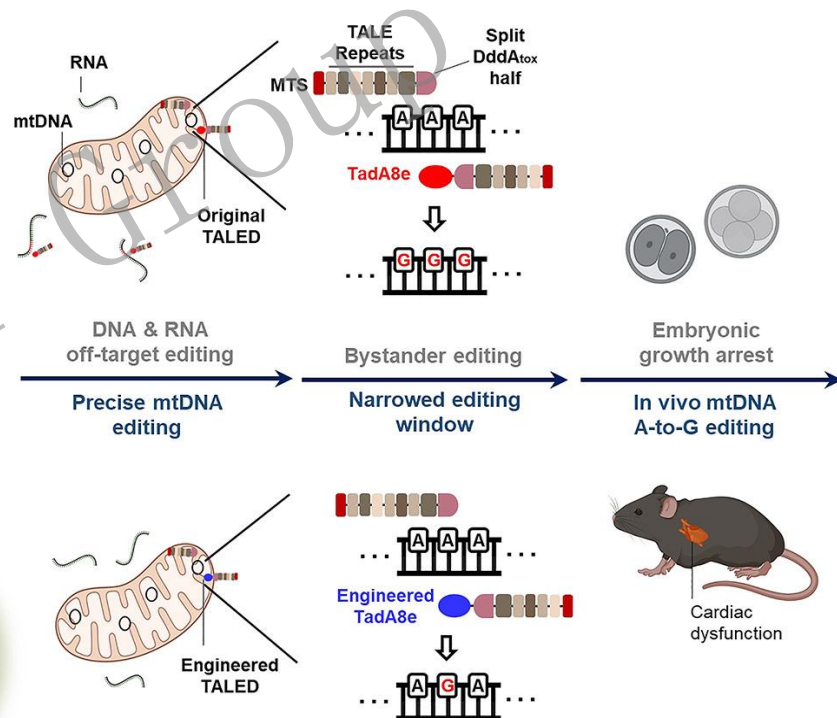 TALE
Repeats
Split
DddAtox
half
RNA
MTS
mtDNA
A A A
... ...
TadA8e
Original
TALED
... G G G ...
Group
DNA & RNA
off-target editing
Bystander editing
Embryonic
growth arrest
Precise mtDNA
editing
Narrowed editing
window
In vivo mtDNA
A-to-G editing
... A A A ...
Engineered
TadA8e
Engineered
TALED
Cardiac
dysfunction
... A G A ...